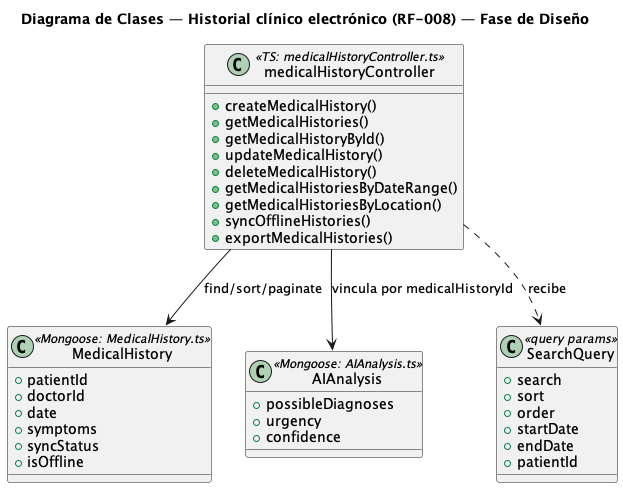 Diagrama de Clases — Historial clínico electrónico (RF-008) — Fase de Diseño
C
«TS: medicalHistoryController.ts»
medicalHistoryController
createMedicalHistory()
getMedicalHistories()
getMedicalHistoryById()
updateMedicalHistory()
deleteMedicalHistory()
getMedicalHistoriesByDateRange()
getMedicalHistoriesByLocation()
syncOfflineHistories()
exportMedicalHistories()
find/sort/paginate
vincula por medicalHistoryId
recibe
C
«Mongoose: MedicalHistory.ts»
MedicalHistory
patientId
doctorId
date
symptoms
syncStatus
isOffline
C
«Mongoose: AIAnalysis.ts»
AIAnalysis
possibleDiagnoses
urgency
confidence
C
«query params»
SearchQuery
search
sort
order
startDate
endDate
patientId